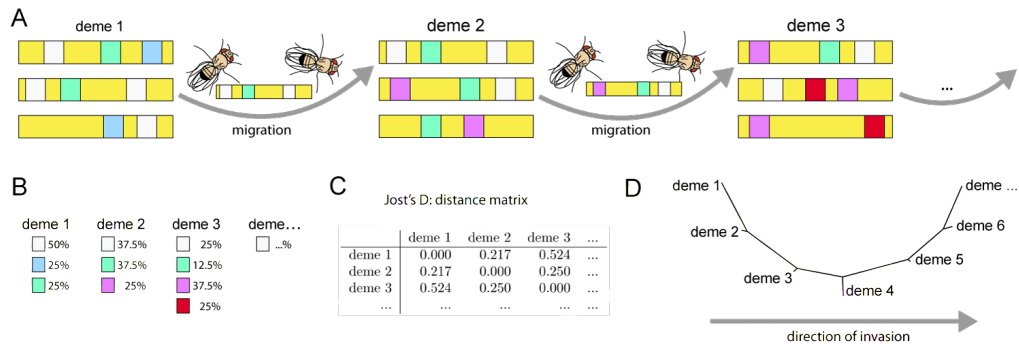 A
deme 1
deme 2
deme 3
migration
migration
...
B
deme 1 deme 2 deme 3 deme...
50% 37.5% 25% ...%
25% 37.5% 12.5%
25% 25% 37.5%
25%
C
Jost's D: distance matrix
deme 1 deme 2 deme 3 ...
deme 1 0.000 0.217 0.524 ...
deme 2 0.217 0.000 0.250 ...
deme 3 0.524 0.250 0.000 ...
... ... ... ... ...
D
deme 1
deme 2
deme 3
deme 4
deme 5
deme 6
deme ...
direction of invasion